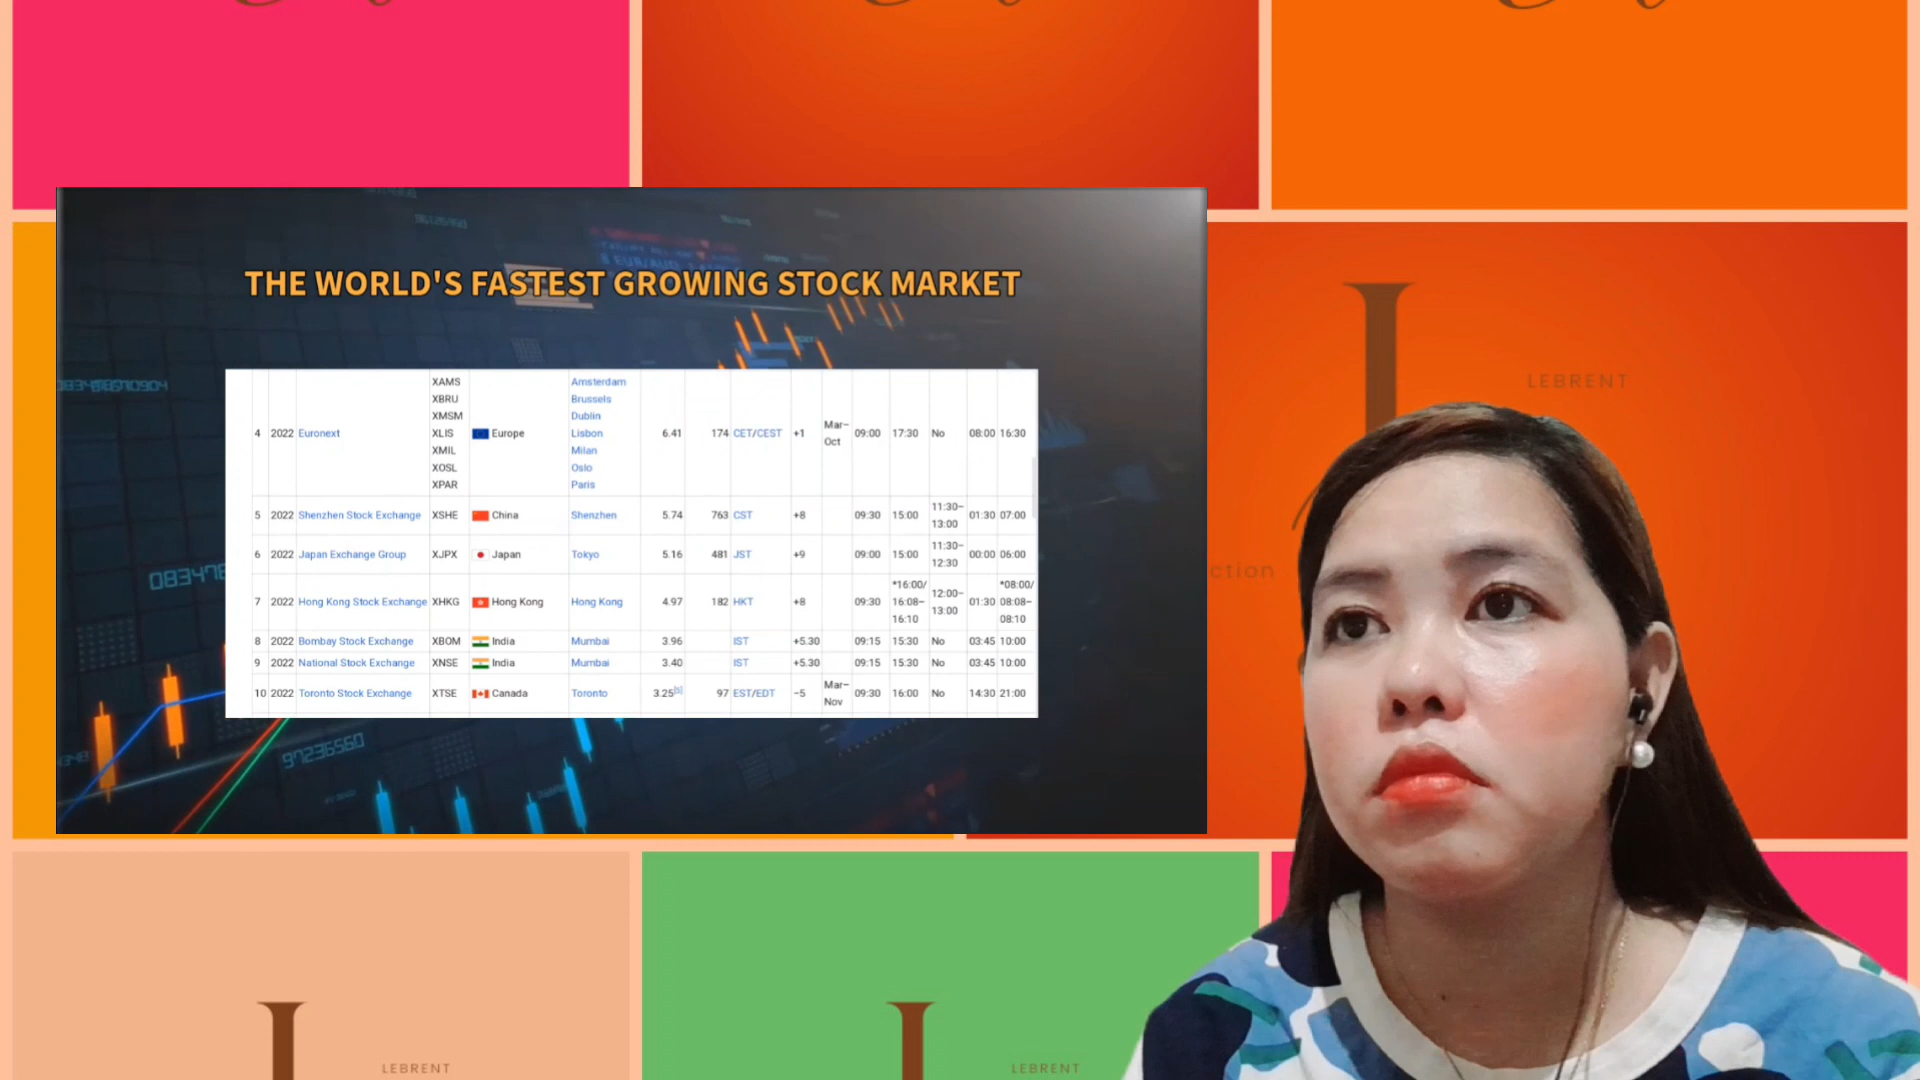 THE WORLD'S FASTEST GROWING STOCK MARKET
4 2022 Euronext XAMS XBRU XMSM XLIS XMIL XOSL XPAR Europe Amsterdam Brussels Dublin Lisbon Milan Oslo Paris 6.41 174 CET/CEST +1 Mar–Oct 09:00 17:30 No 08:00 16:30
5 2022 Shenzhen Stock Exchange XSHE China Shenzhen 5.74 763 CST +8 09:30 15:00 11:30–13:00 01:30 07:00
6 2022 Japan Exchange Group XJPX Japan Tokyo 5.16 481 JST +9 09:00 15:00 11:30–12:30 00:00 06:00
7 2022 Hong Kong Stock Exchange XHKG Hong Kong Hong Kong 4.97 182 HKT +8 09:30 *16:00/16:08–16:10 12:00–13:00 01:30 *08:00/08:08–08:10
8 2022 Bombay Stock Exchange XBOM India Mumbai 3.96 IST +5.30 09:15 15:30 No 03:45 10:00
9 2022 National Stock Exchange XNSE India Mumbai 3.40 IST +5.30 09:15 15:30 No 03:45 10:00
10 2022 Toronto Stock Exchange XTSE Canada Toronto 3.25[5] 97 EST/EDT −5 Mar–Nov 09:30 16:00 No 14:30 21:00
97236560
LEBRENT
ction
LEBRENT
LEBRENT